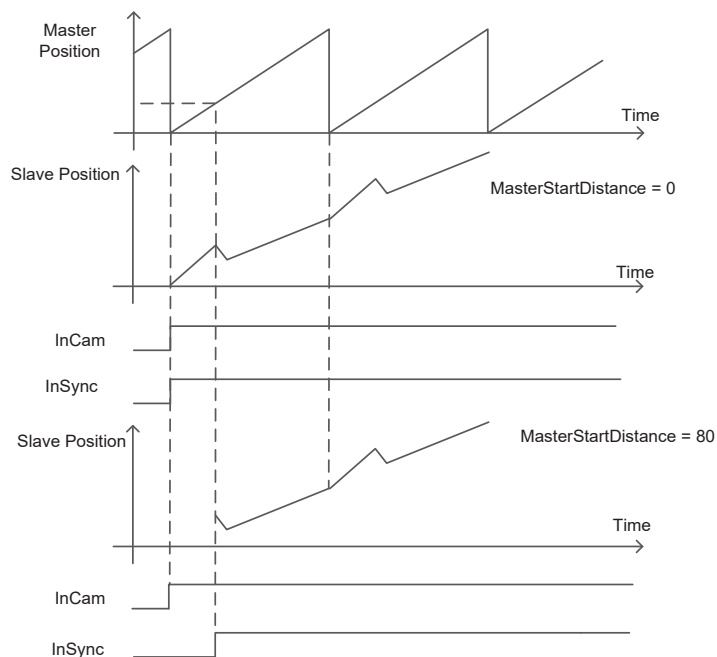 Master
Position
Time
Slave Position
MasterStartDistance = 0
Time
InCam
InSync
Slave Position
MasterStartDistance = 80
Time
InCam
InSync